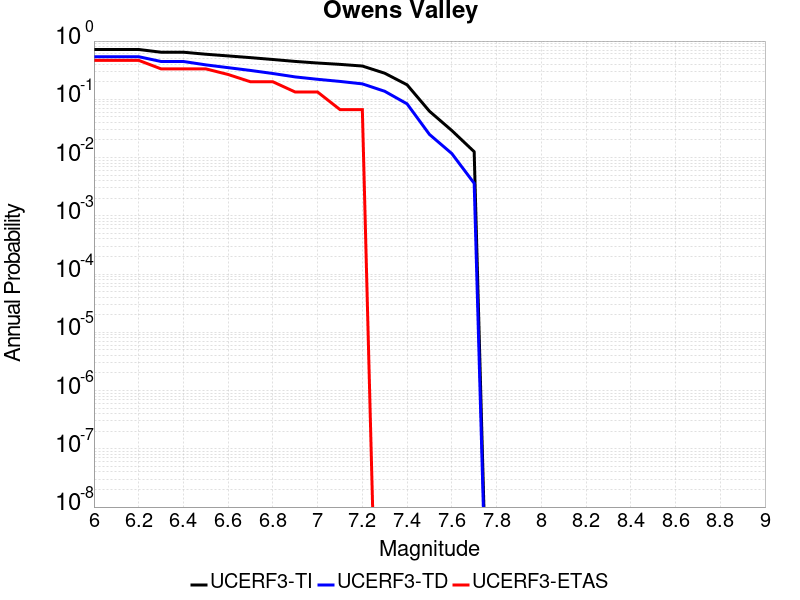 Owens Valley
Annual Probability
10^0
10^-1
10^-2
10^-3
10^-4
10^-5
10^-6
10^-7
10^-8
6 6.2 6.4 6.6 6.8 7 7.2 7.4 7.6 7.8 8 8.2 8.4 8.6 8.8 9
Magnitude
UCERF3-TI UCERF3-TD UCERF3-ETAS